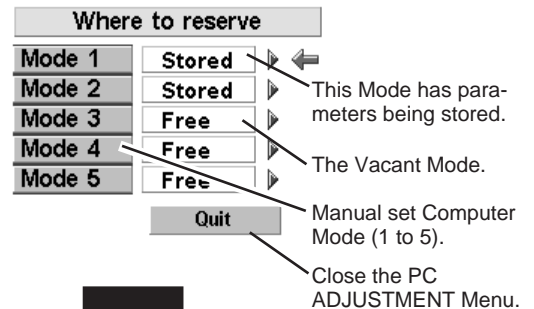 Where to reserve
Mode 1 Stored
Mode 2 Stored
Mode 3 Free
Mode 4 Free
Mode 5 Free
Quit
This Mode has para-
meters being stored.
The Vacant Mode.
Manual set Computer
Mode (1 to 5).
Close the PC
ADJUSTMENT Menu.